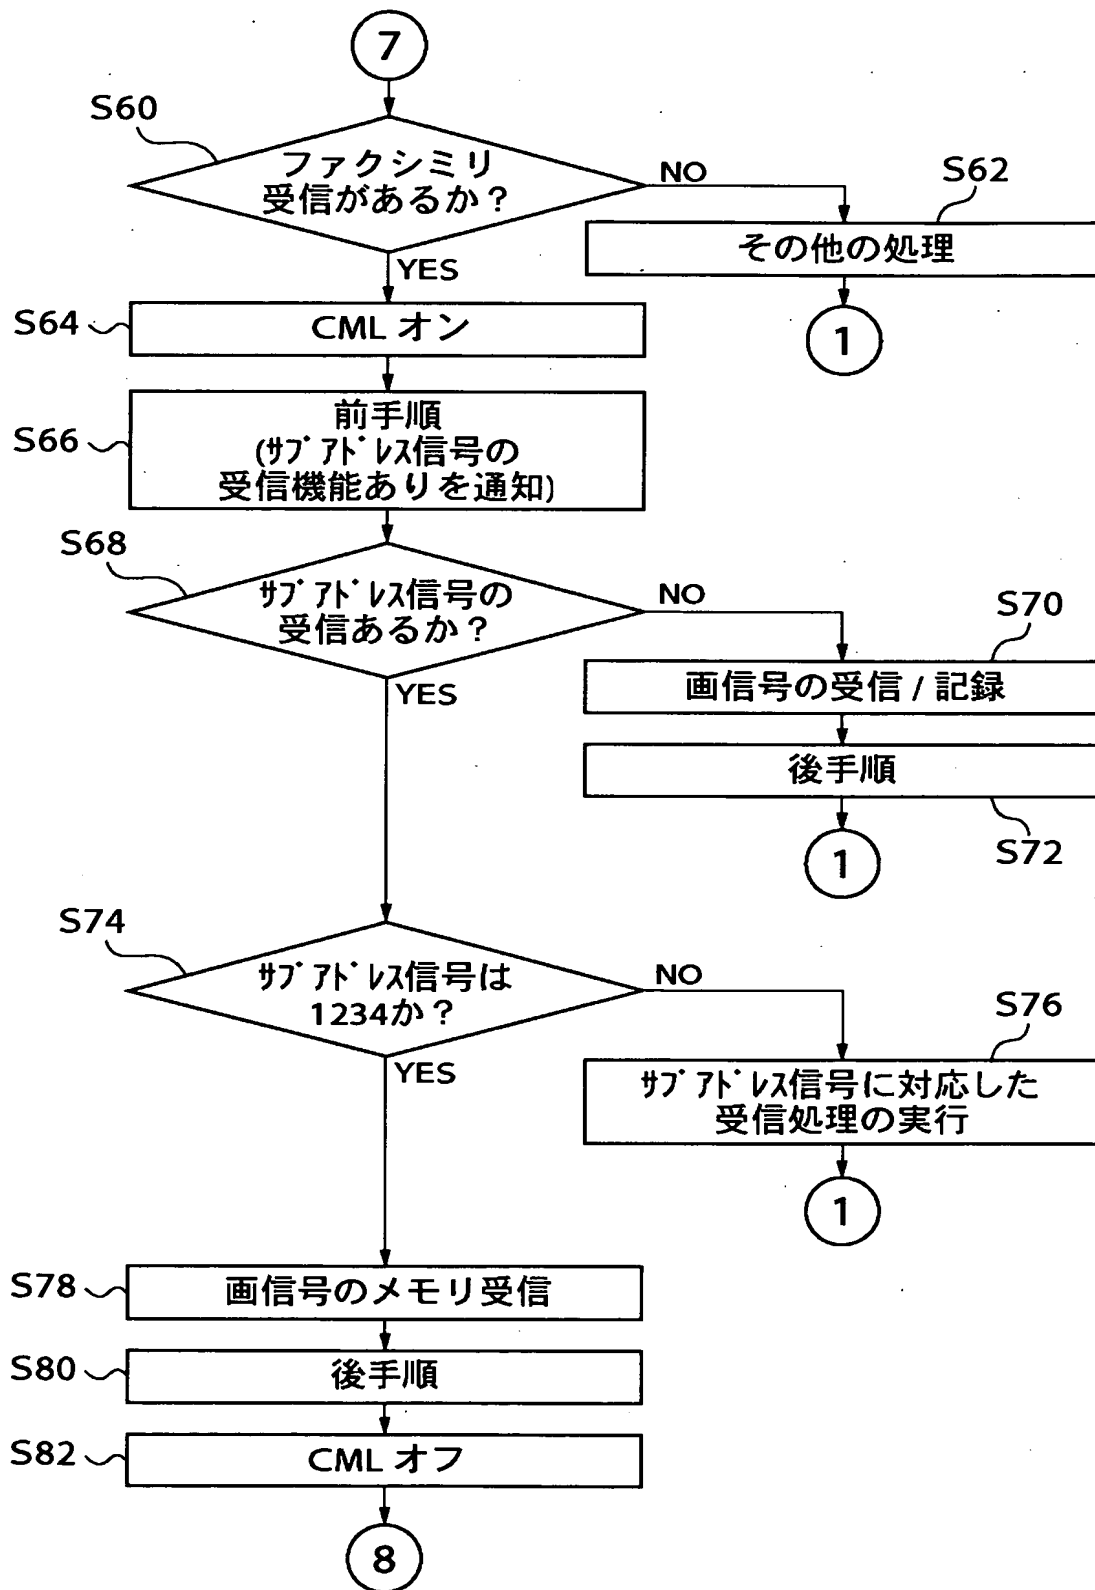 7
S60
ファクシミリ
受信があるか？
NO
S62
その他の処理
1
YES
S64
CML オン
S66
前手順
(ｻﾌﾞｱﾄﾞﾚｽ信号の
受信機能ありを通知)
S68
ｻﾌﾞｱﾄﾞﾚｽ信号の
受信あるか？
NO
S70
画信号の受信 / 記録
後手順
S72
1
YES
S74
ｻﾌﾞｱﾄﾞﾚｽ信号は
1234か？
NO
S76
ｻﾌﾞｱﾄﾞﾚｽ信号に対応した
受信処理の実行
1
YES
S78
画信号のメモリ受信
S80
後手順
S82
CML オフ
8